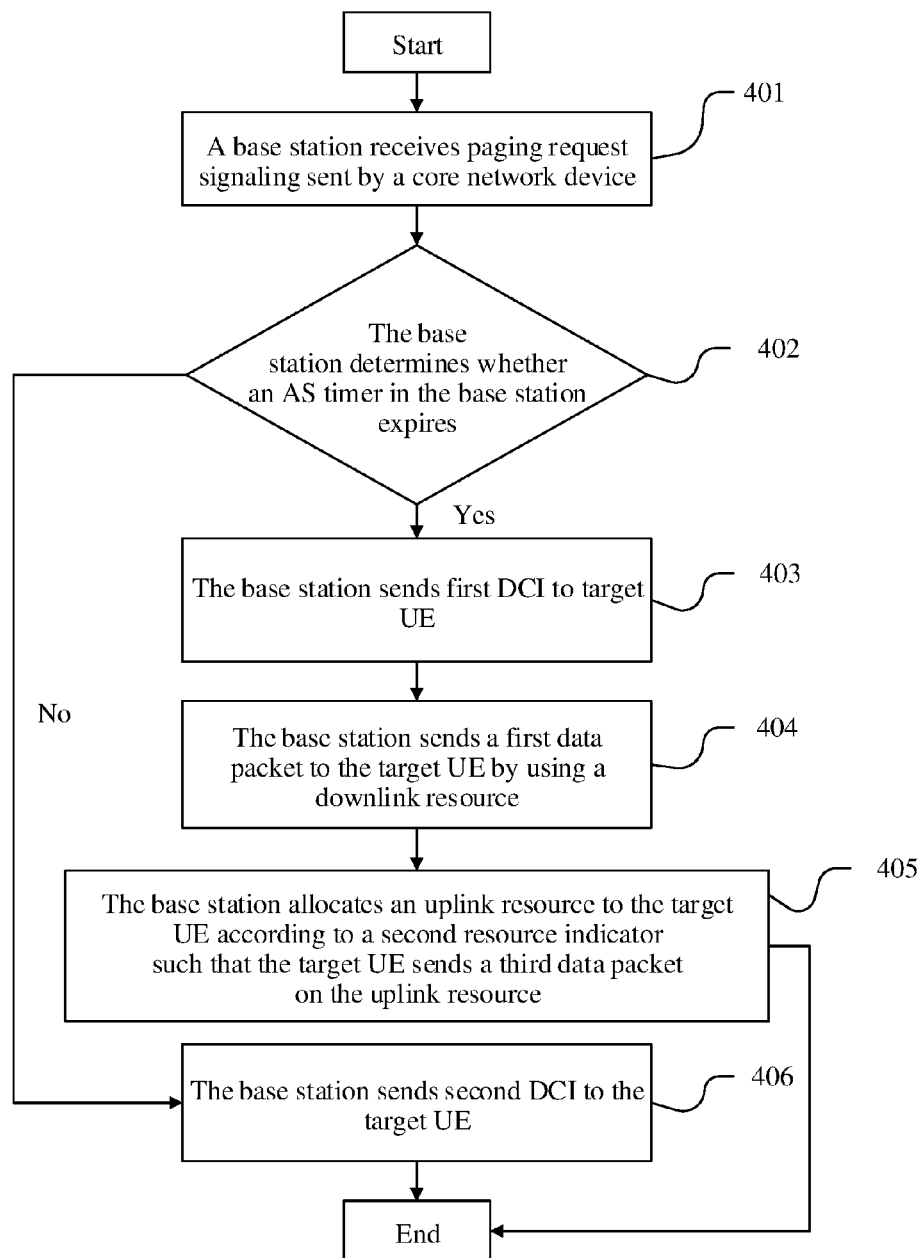 Start
401
A base station receives paging request
signaling sent by a core network device
The base
station determines whether
an AS timer in the base station
expires
402
Yes
The base station sends first DCI to target
UE
403
No
The base station sends a first data
packet to the target UE by using a
downlink resource
404
405
The base station allocates an uplink resource to the target
UE according to a second resource indicator
such that the target UE sends a third data packet
on the uplink resource
The base station sends second DCI to the
target UE
406
End